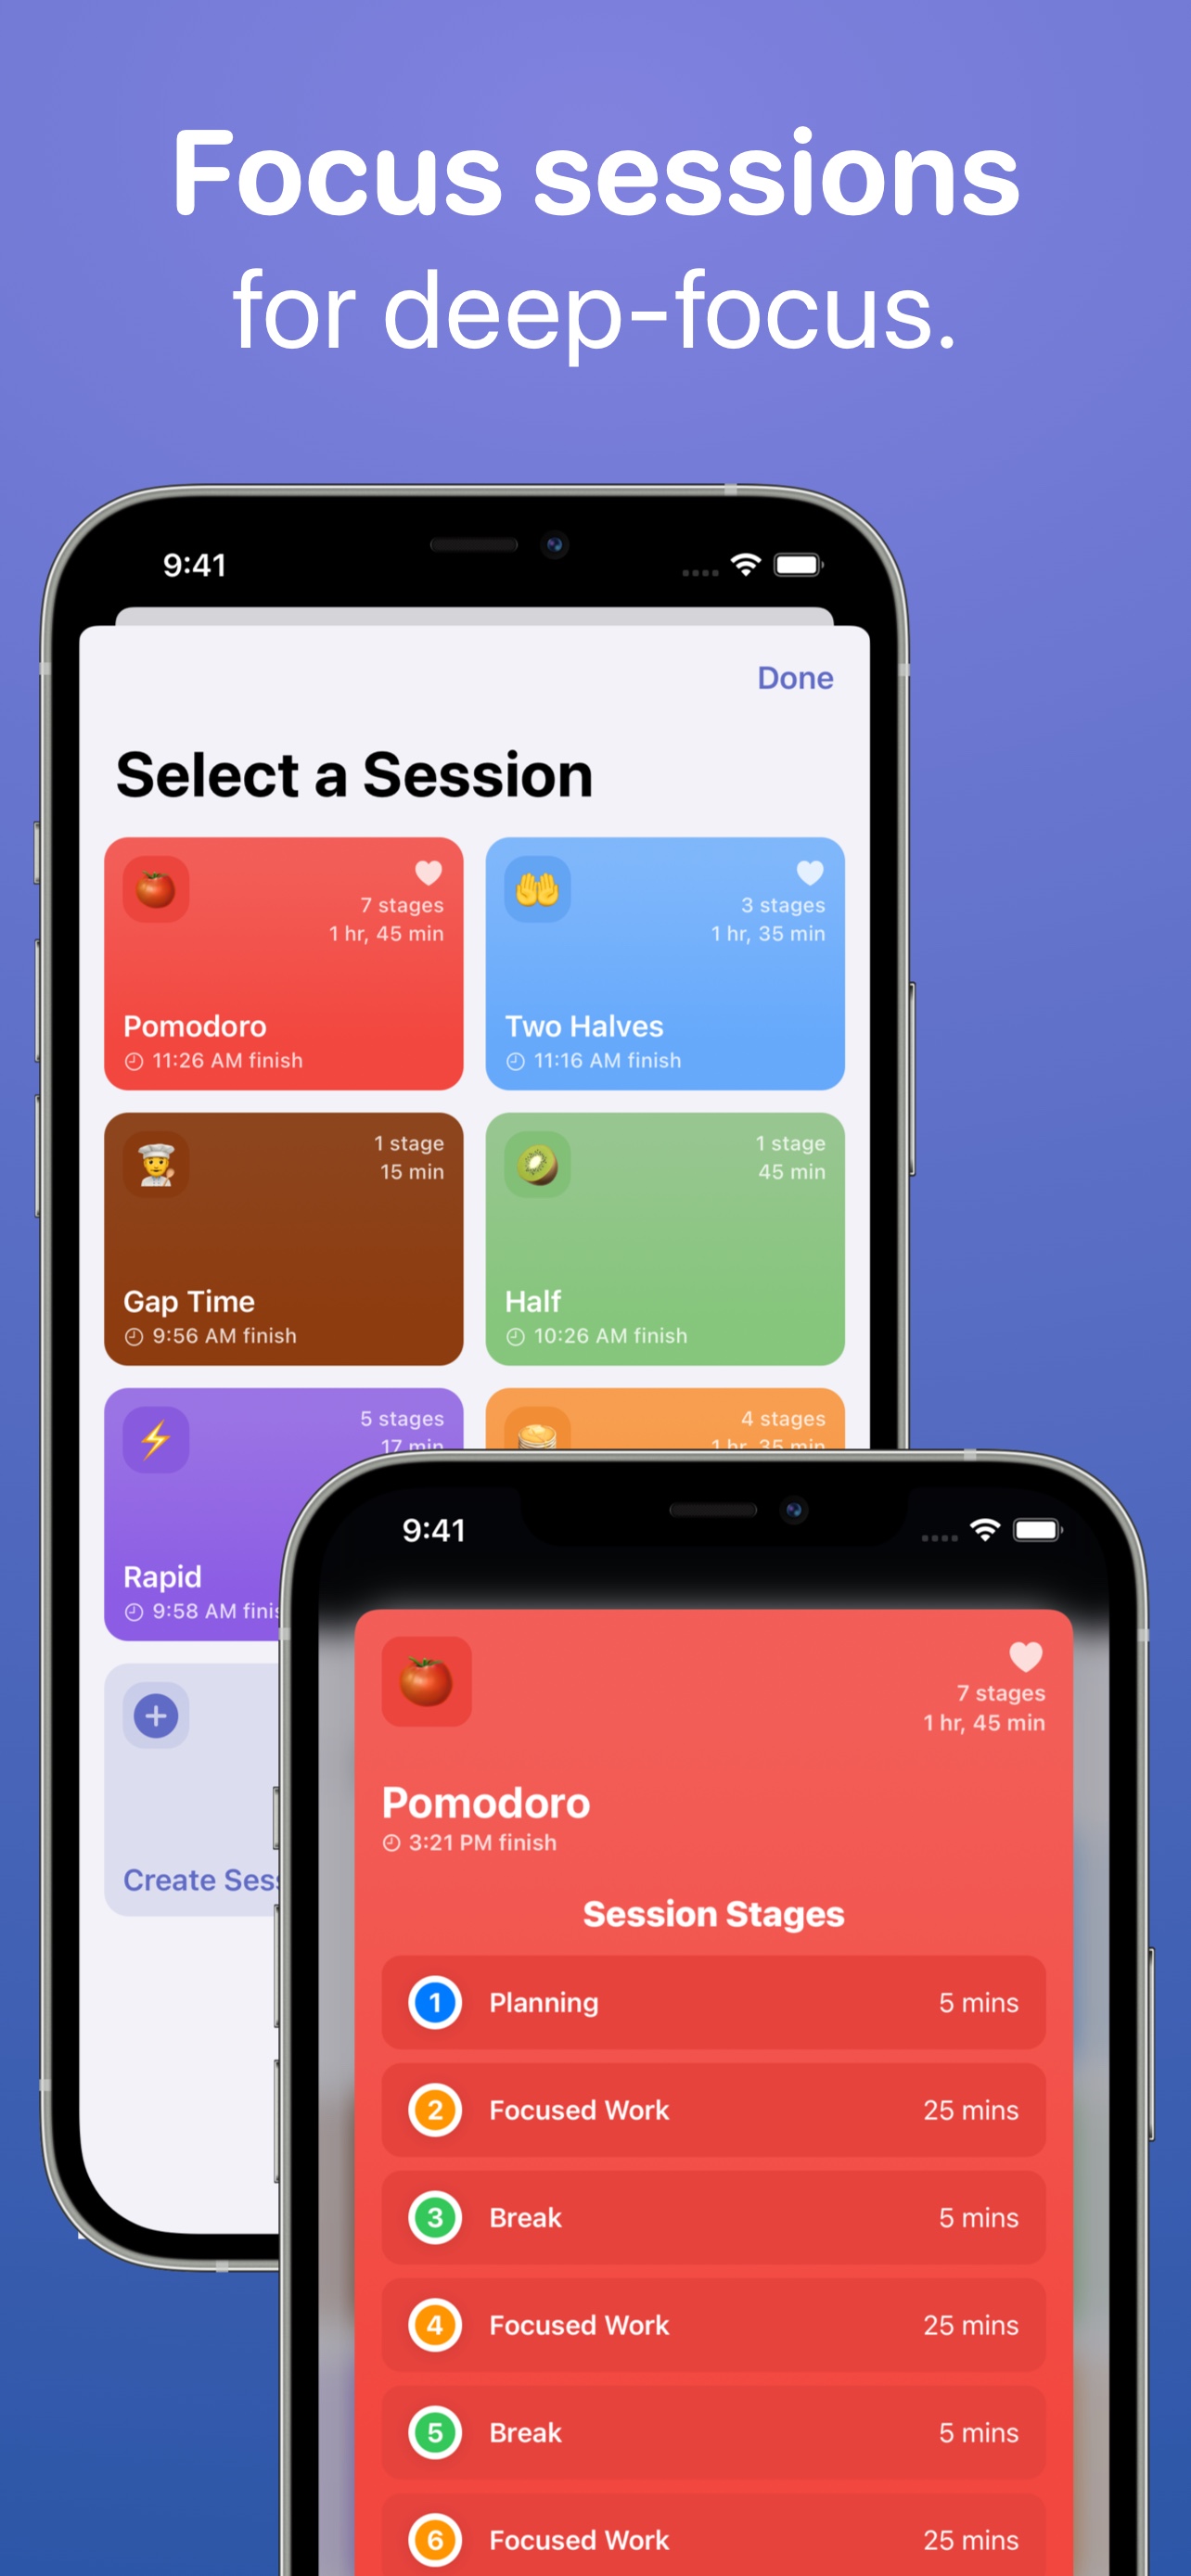 Focus sessions
for deep-focus.
9:41
Done
Select a Session
7 stages
1 hr, 45 min
Pomodoro
11:26 AM finish
3 stages
1 hr, 35 min
Two Halves
11:16 AM finish
1 stage
15 min
Gap Time
9:56 AM finish
1 stage
45 min
Half
10:26 AM finish
5 stages
17 min
Rapid
9:58 AM finis
4 stages
1 hr, 35 min
Create Sess
9:41
7 stages
1 hr, 45 min
Pomodoro
3:21 PM finish
Session Stages
1 Planning 5 mins
2 Focused Work 25 mins
3 Break 5 mins
4 Focused Work 25 mins
5 Break 5 mins
6 Focused Work 25 mins